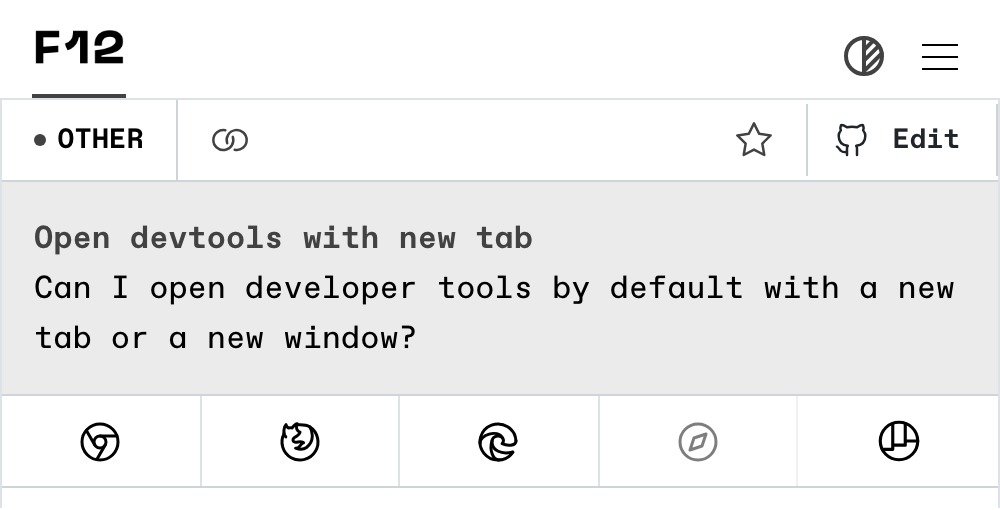 F12
OTHER
Edit
Open devtools with new tab
Can I open developer tools by default with a new
tab or a new window?